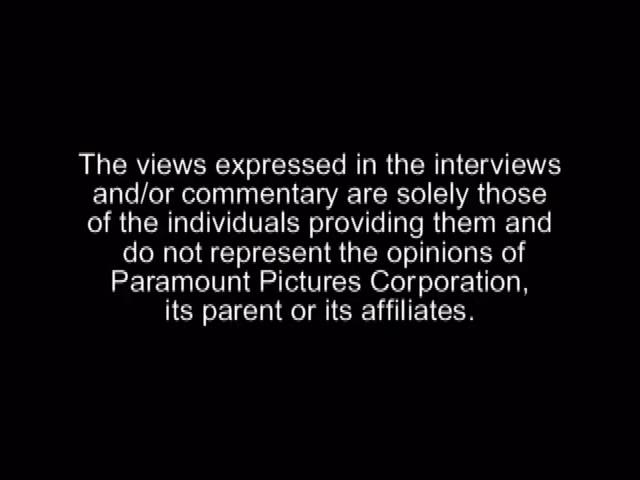 The views expressed in the interviews
and/or commentary are solely those
of the individuals providing them and
do not represent the opinions of
Paramount Pictures Corporation,
its parent or its affiliates.